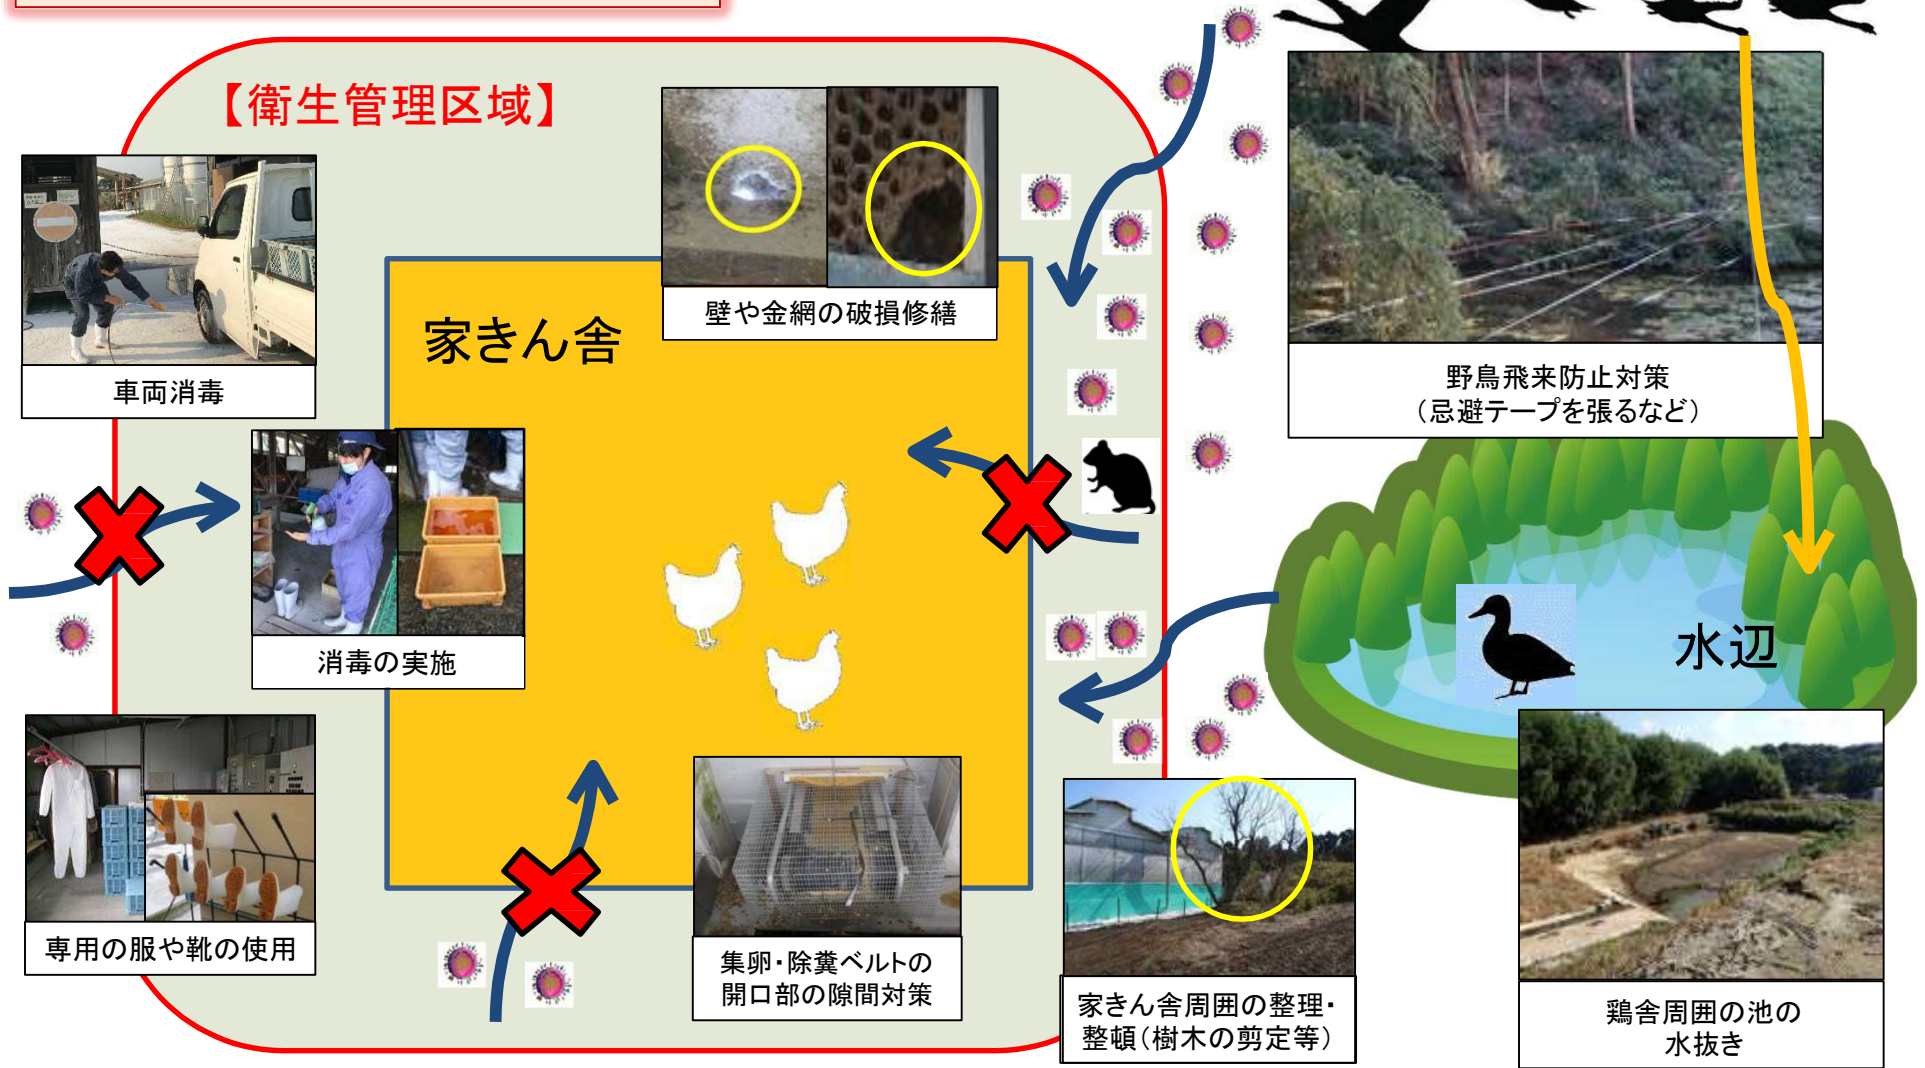 【衛生管理区域】
車両消毒
壁や金網の破損修繕
家きん舎
野鳥飛来防止対策
（忌避テープを張るなど）
消毒の実施
水辺
専用の服や靴の使用
集卵・除糞ベルトの
開口部の隙間対策
家きん舎周囲の整理・
整頓（樹木の剪定等）
鶏舎周囲の池の
水抜き